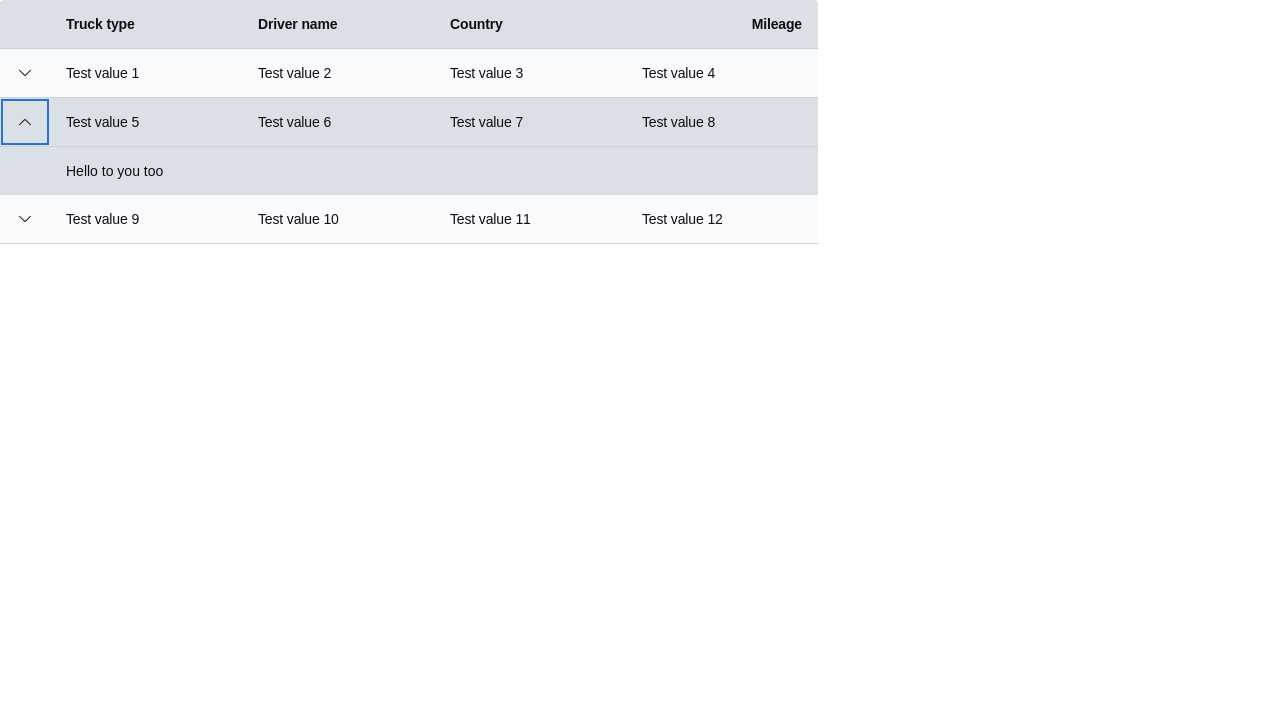 Truck type Driver name Country Mileage
Test value 1 Test value 2 Test value 3 Test value 4
Test value 5 Test value 6 Test value 7 Test value 8
Hello to you too
Test value 9 Test value 10 Test value 11 Test value 12